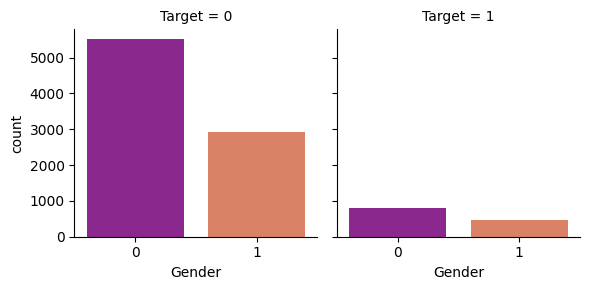 Target = 0
Target = 1
count
5000
4000
3000
2000
1000
0
0
1
0
1
Gender
Gender